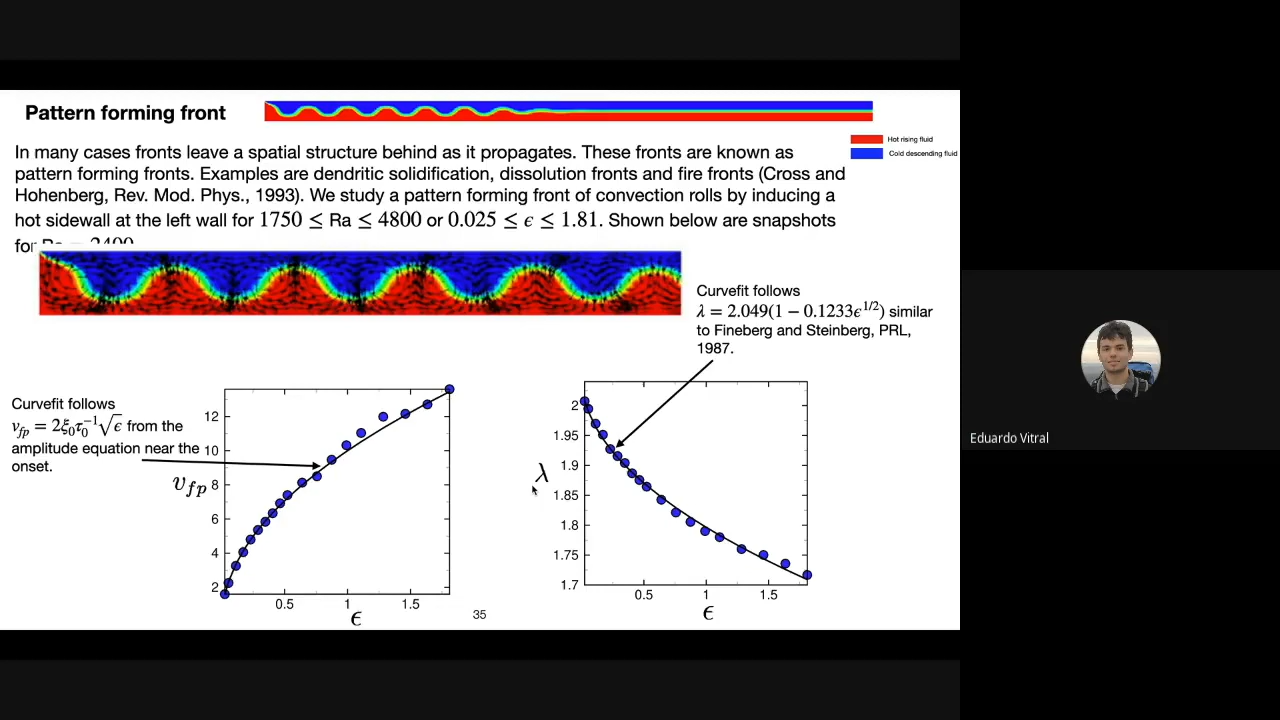 Pattern forming front
Hot rising fluid
Cold descending fluid
In many cases fronts leave a spatial structure behind as it propagates. These fronts are known as
pattern forming fronts. Examples are dendritic solidification, dissolution fronts and fire fronts (Cross and
Hohenberg, Rev. Mod. Phys., 1993). We study a pattern forming front of convection rolls by inducing a
hot sidewall at the left wall for 1750 ≤ Ra ≤ 4800 or 0.025 ≤ ϵ ≤ 1.81. Shown below are snapshots
for Ra = 2400
Curvefit follows
λ = 2.049(1 − 0.1233ϵ^{1/2}) similar
to Fineberg and Steinberg, PRL,
1987.
Curvefit follows
v_{fp} = 2ξ₀τ₀⁻¹√ϵ from the
amplitude equation near the
onset.
12
10
8
6
4
2
v_{fp}
0.5
1
1.5
ϵ
2
1.95
1.9
1.85
1.8
1.75
1.7
λ
0.5
1
1.5
ϵ
35
Eduardo Vitral